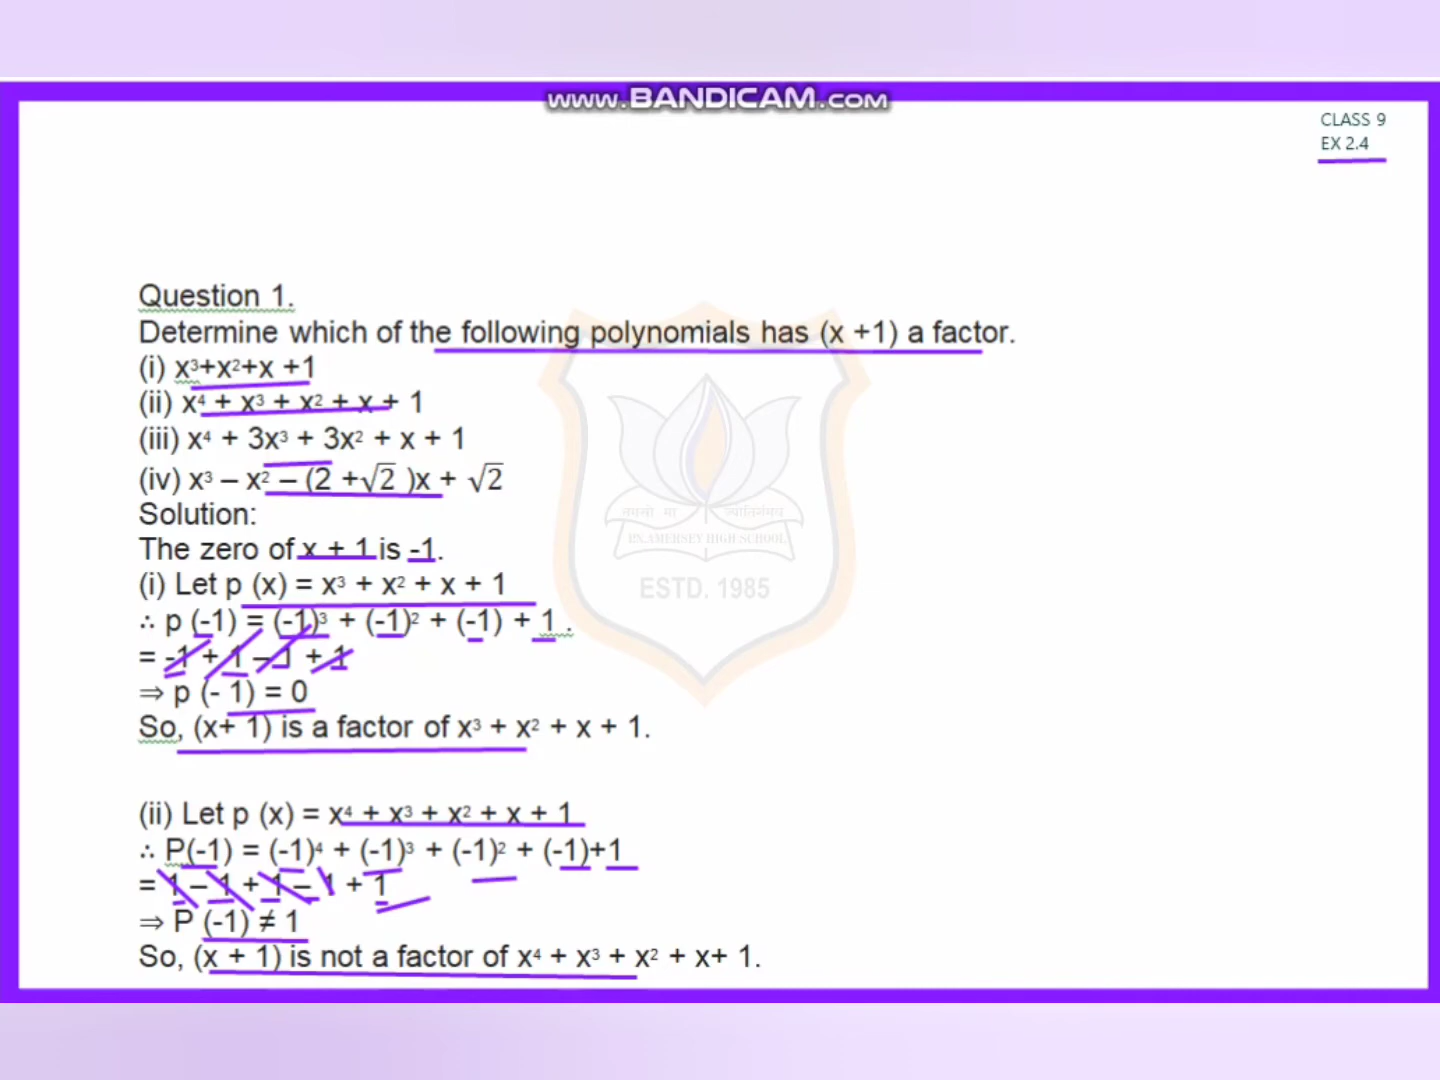 www.BANDICAM.com
CLASS 9
EX 2.4
Question 1.
Determine which of the following polynomials has (x +1) a factor.
(i) x³+x²+x +1
(ii) x⁴ + x³ + x² + x + 1
(iii) x⁴ + 3x³ + 3x² + x + 1
(iv) x³ – x² – (2 +√2 )x + √2
Solution:
The zero of x + 1 is -1.
(i) Let p (x) = x³ + x² + x + 1
∴ p (-1) = (-1)³ + (-1)² + (-1) + 1 .
= -1 + 1 – 1 + 1
⇒ p (- 1) = 0
So, (x+ 1) is a factor of x³ + x² + x + 1.
(ii) Let p (x) = x⁴ + x³ + x² + x + 1
∴ P(-1) = (-1)⁴ + (-1)³ + (-1)² + (-1)+1
= 1 – 1 + 1 – 1 + 1
⇒ P (-1) ≠ 1
So, (x + 1) is not a factor of x⁴ + x³ + x² + x+ 1.
तमसो मा ज्योतिर्गमय
P.N.AMERSEY HIGH SCHOOL
ESTD. 1985